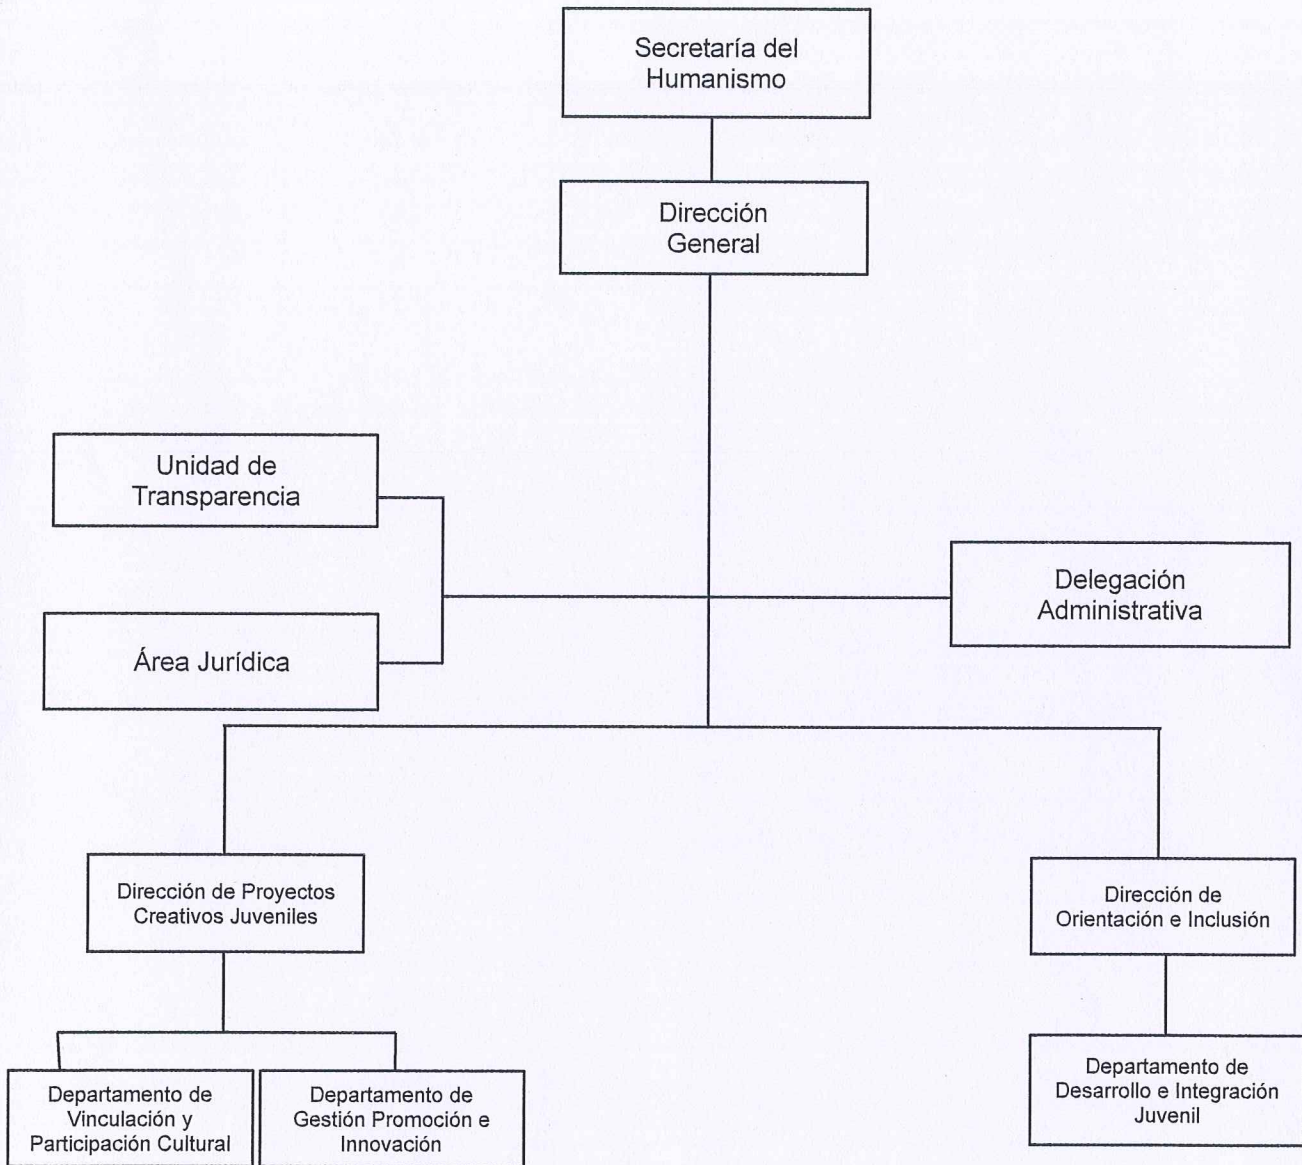 Secretaría del
Humanismo
Dirección
General
Unidad de
Transparencia
Delegación
Administrativa
Área Jurídica
Dirección de Proyectos
Creativos Juveniles
Dirección de
Orientación e Inclusión
Departamento de
Vinculación y
Participación Cultural
Departamento de
Gestión Promoción e
Innovación
Departamento de
Desarrollo e Integración
Juvenil